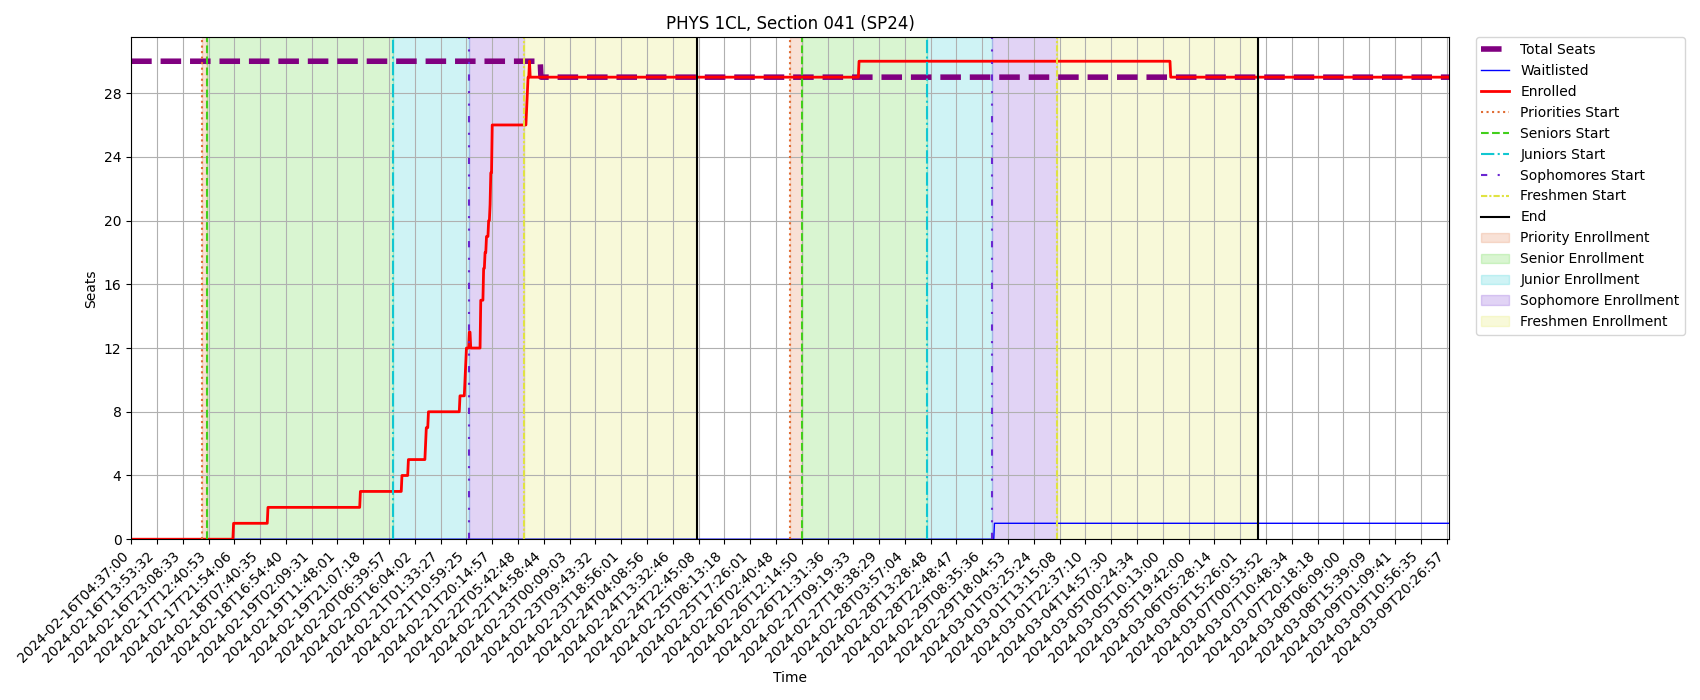 PHYS 1CL, Section 041 (SP24)
Seats
28
24
20
16
12
8
4
0
2024-02-16T04:37:00
2024-02-16T13:53:32
2024-02-16T23:08:33
2024-02-17T12:40:53
2024-02-17T21:54:06
2024-02-18T07:40:35
2024-02-18T16:54:40
2024-02-19T02:09:31
2024-02-19T11:48:01
2024-02-19T21:07:18
2024-02-20T06:39:57
2024-02-20T16:04:02
2024-02-21T01:33:27
2024-02-21T10:59:25
2024-02-21T20:14:57
2024-02-22T05:42:48
2024-02-22T14:58:44
2024-02-23T00:09:03
2024-02-23T09:43:32
2024-02-23T18:56:01
2024-02-24T04:08:56
2024-02-24T13:32:46
2024-02-24T22:45:08
2024-02-25T08:13:18
2024-02-25T17:26:01
2024-02-26T02:40:48
2024-02-26T12:14:50
2024-02-26T21:31:36
2024-02-27T09:19:33
2024-02-27T18:38:29
2024-02-28T03:57:04
2024-02-28T13:28:48
2024-02-28T22:48:47
2024-02-29T08:35:36
2024-02-29T18:04:53
2024-03-01T03:25:24
2024-03-01T13:15:08
2024-03-01T22:37:10
2024-03-04T14:57:30
2024-03-05T00:24:34
2024-03-05T10:13:00
2024-03-05T19:42:00
2024-03-06T05:28:14
2024-03-06T15:26:01
2024-03-07T00:53:52
2024-03-07T10:48:34
2024-03-07T20:18:18
2024-03-08T06:09:00
2024-03-08T15:39:09
2024-03-09T01:09:41
2024-03-09T10:56:35
2024-03-09T20:26:57
Time
Total Seats
Waitlisted
Enrolled
Priorities Start
Seniors Start
Juniors Start
Sophomores Start
Freshmen Start
End
Priority Enrollment
Senior Enrollment
Junior Enrollment
Sophomore Enrollment
Freshmen Enrollment